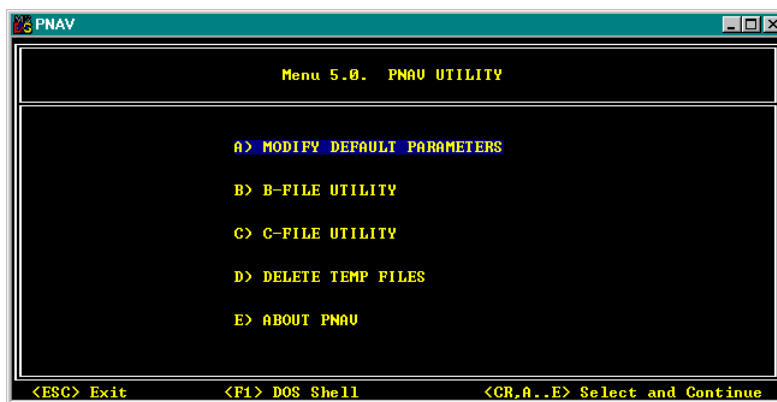 PNAV
Menu 5.0. PNAV UTILITY
A) MODIFY DEFAULT PARAMETERS
B) B-FILE UTILITY
C) C-FILE UTILITY
D) DELETE TEMP FILES
E) ABOUT PNAV
<ESC> Exit <F1> DOS Shell <CR,A..E> Select and Continue